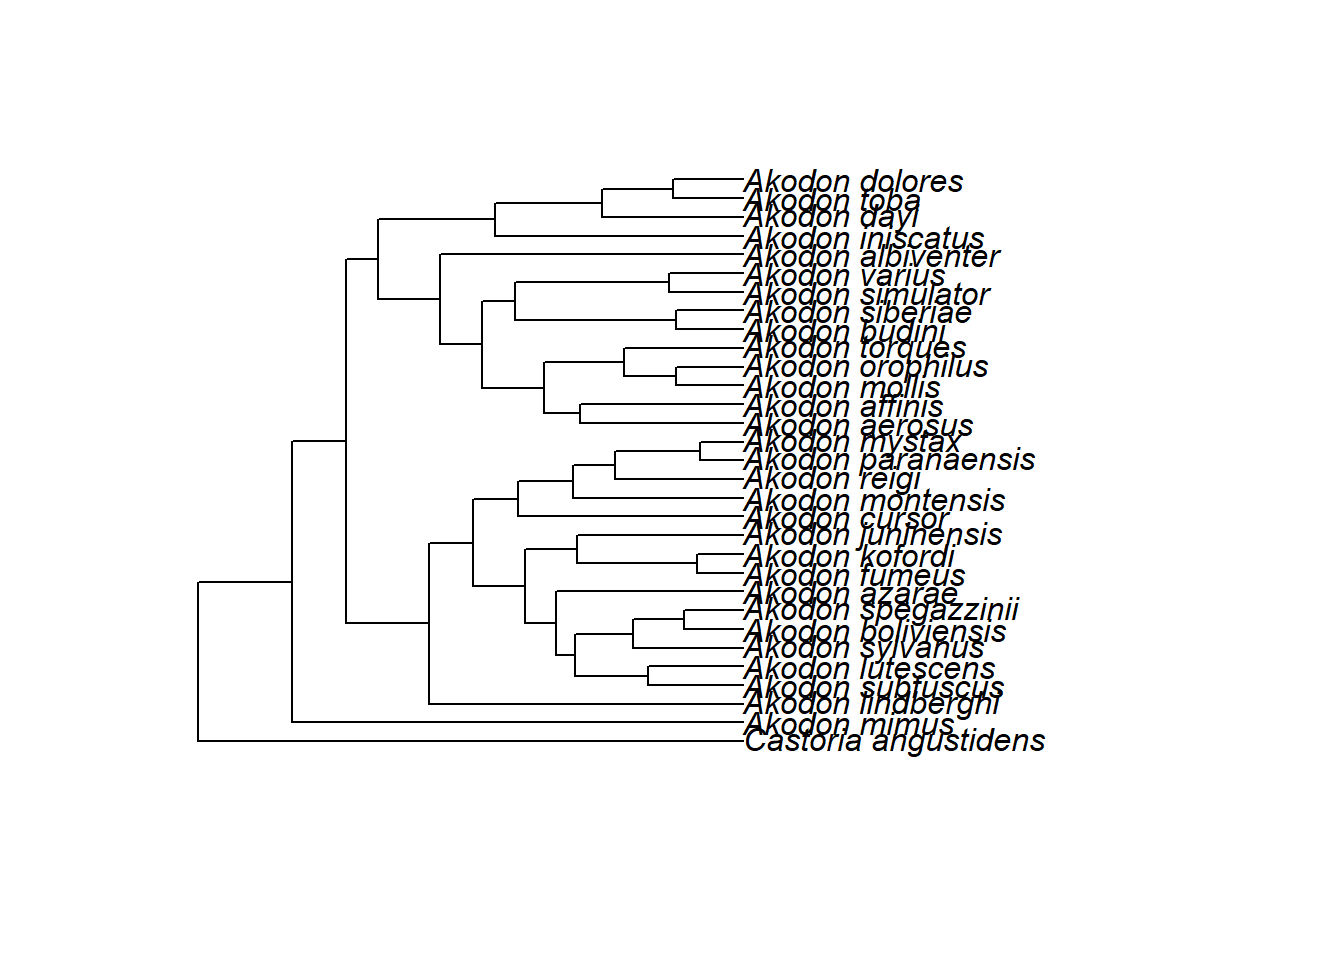 Akodon dolores
Akodon toba
Akodon dayi
Akodon iniscatus
Akodon albiventer
Akodon varius
Akodon simulator
Akodon siberiae
Akodon budini
Akodon torques
Akodon orophilus
Akodon mollis
Akodon affinis
Akodon aerosus
Akodon mystax
Akodon paranaensis
Akodon reigi
Akodon montensis
Akodon cursor
Akodon juninensis
Akodon kofordi
Akodon fumeus
Akodon azarae
Akodon spegazzinii
Akodon boliviensis
Akodon sylvanus
Akodon lutescens
Akodon subfuscus
Akodon lindberghi
Akodon mimus
Castoria angustidens